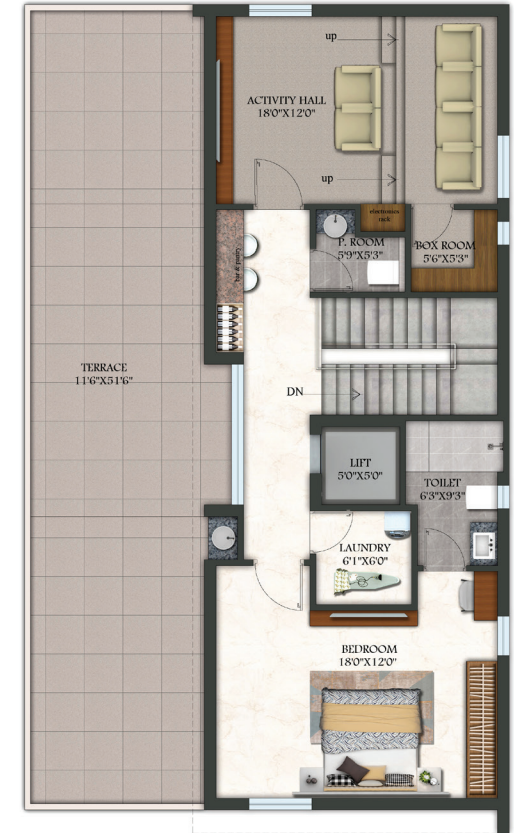 up
ACTIVITY HALL
18'0"X12'0"
up
electronics
rack
P. ROOM
5'9"X5'3"
BOX ROOM
5'6"X5'3"
bar & pantry
TERRACE
11'6"X51'6"
DN
LIFT
5'0"X5'0"
TOILET
6'3"X9'3"
LAUNDRY
6'1"X6'0"
BEDROOM
18'0"X12'0"